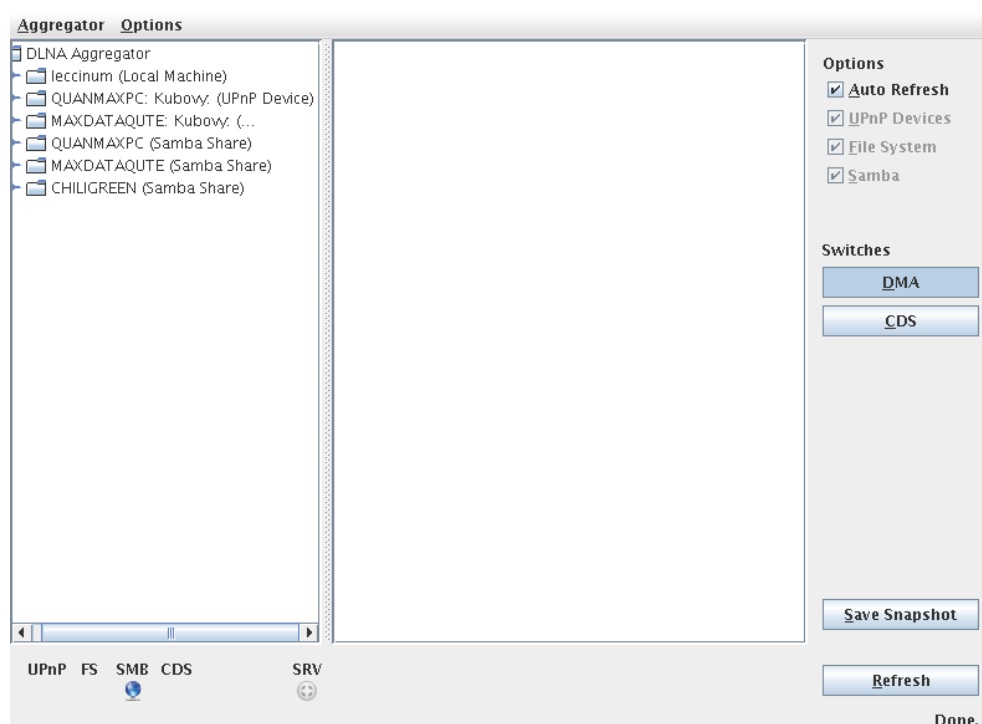 Aggregator Options
DLNA Aggregator
leccinum (Local Machine)
QUANMAXPC: Kubovy: (UPnP Device)
MAXDATAQUTE: Kubovy: (...
QUANMAXPC (Samba Share)
MAXDATAQUTE (Samba Share)
CHILIGREEN (Samba Share)
Options
Auto Refresh
UPnP Devices
File System
Samba
Switches
DMA
CDS
Save Snapshot
UPnP FS SMB CDS SRV
Refresh
Done.